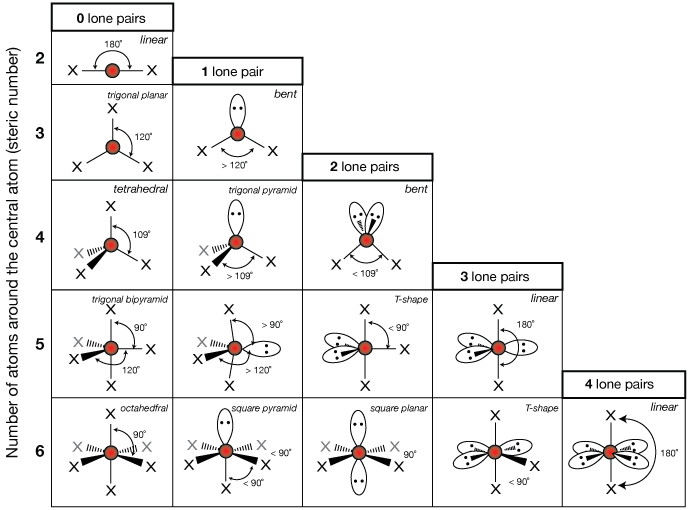 0 lone pairs
Number of atoms around the central atom (steric number)
2
linear
180°
X X
1 lone pair
3
trigonal planar
X
120°
X X
bent
X X
> 120°
2 lone pairs
4
tetrahedral
X
109°
X
X X
trigonal pyramid
X
X X
> 109°
bent
X X
< 109°
3 lone pairs
5
trigonal bipyramid
X
90°
X
X X
120°
X
X
> 90°
X
X
> 120°
X
T-shape
X
< 90°
X
X
linear
X
180°
X
4 lone pairs
6
octahedfral
X
90°
X X
X X
X
square pyramid
X X
< 90°
X X
< 90°
X
square planar
X X
90°
X X
T-shape
X
X
< 90°
X
linear
X
180°
X